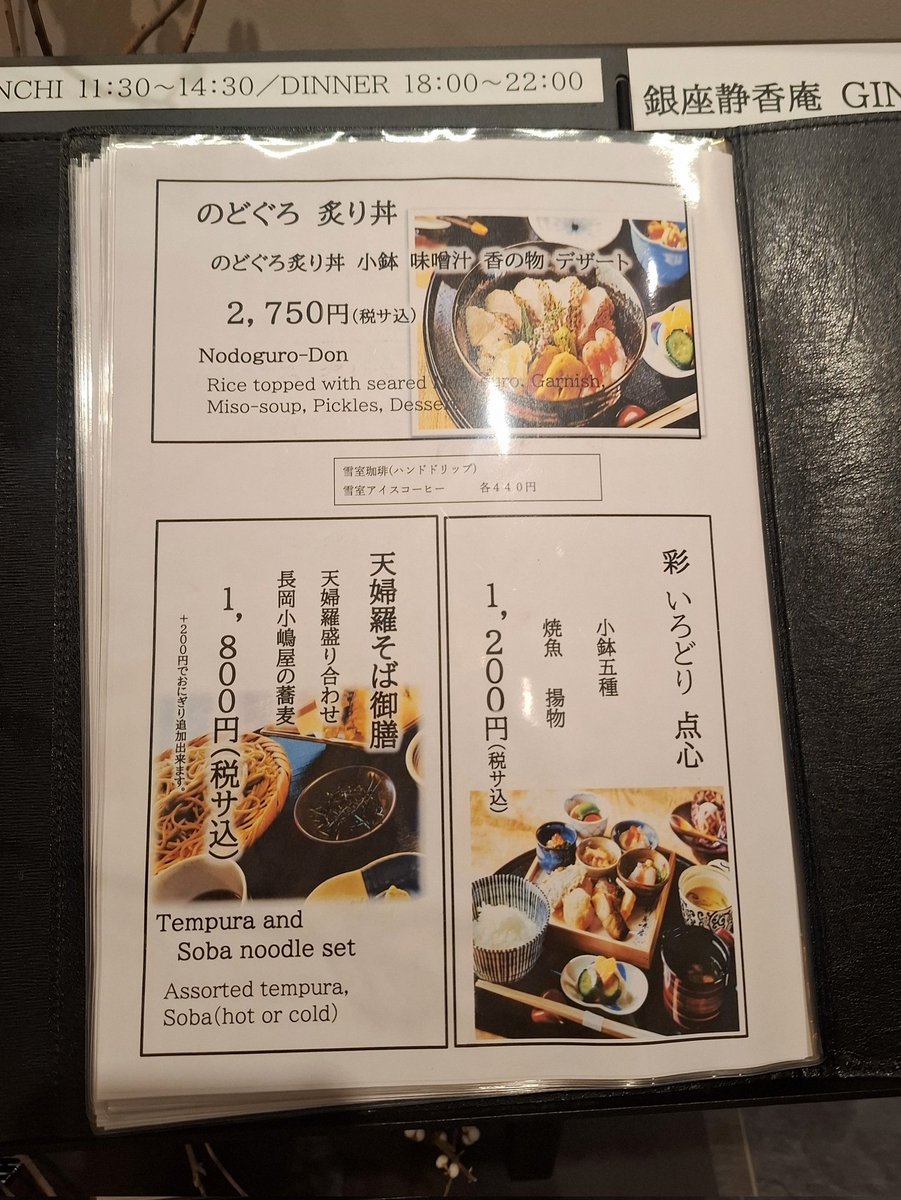 NCHI 11:30～14:30／DINNER 18:00～22:00
銀座静香庵 GIN
のどぐろ 炙り丼
のどぐろ炙り丼 小鉢 味噌汁 香の物 デザート
2,750円(税サ込)
Nodoguro-Don
Rice topped with seared Nodoguro, Garnish,
Miso-soup, Pickles, Desser
雪室珈琲(ハンドドリップ)
雪室アイスコーヒー 各４４０円
天婦羅そば御膳
天婦羅盛り合わせ
長岡小嶋屋の蕎麦
1,800円(税サ込)
＋２００円でおにぎり追加出来ます。
Tempura and
Soba noodle set
Assorted tempura,
Soba(hot or cold)
彩 いろどり 点心
小鉢五種
焼魚 揚物
1,200円(税サ込)